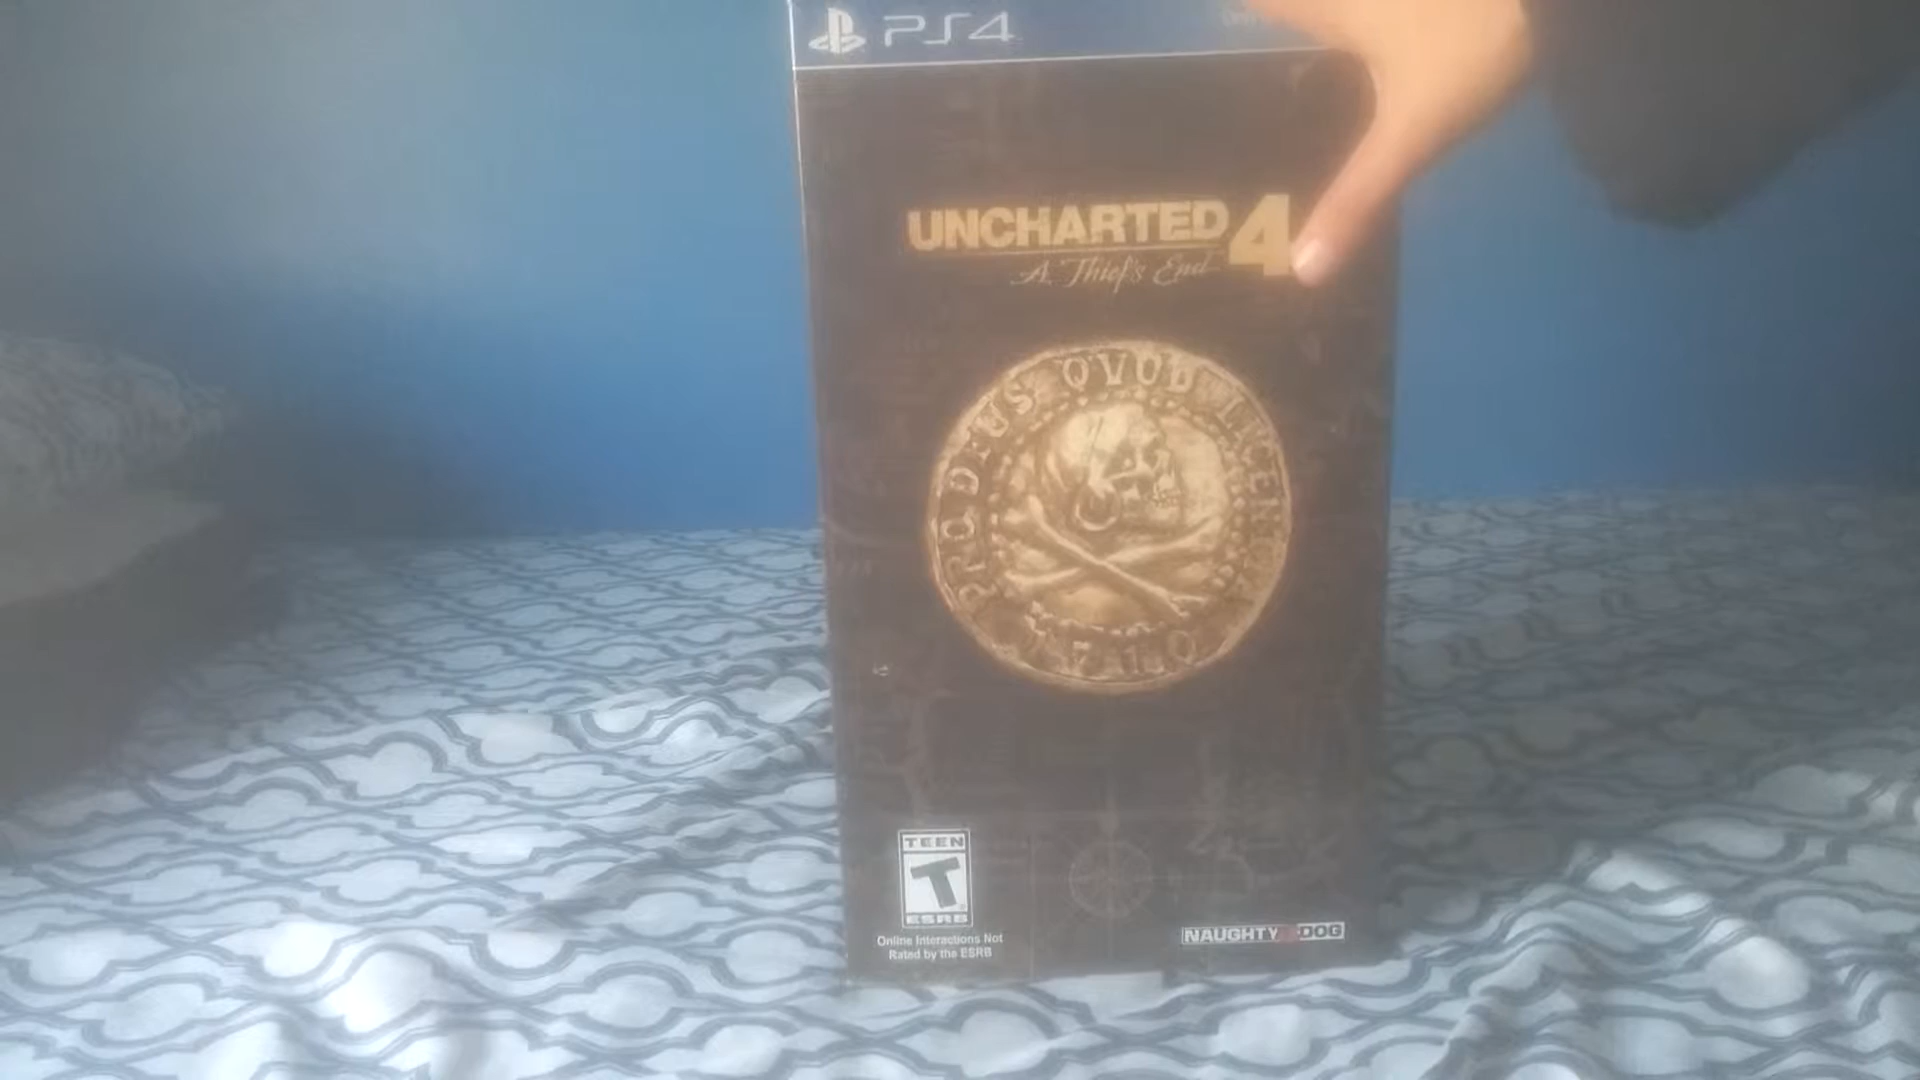 PS4
UNCHARTED 4
A Thief's End
PRO DEUS QVOD LICENTIA
1710
TEEN
T
ESRB
Online Interactions Not
Rated by the ESRB
NAUGHTY DOG